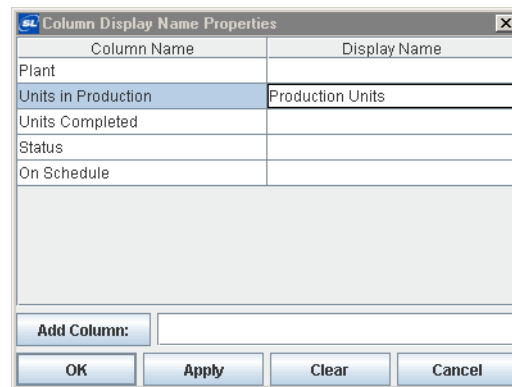 SL Column Display Name Properties
Column Name Display Name
Plant
Units in Production Production Units
Units Completed
Status
On Schedule
Add Column:
OK Apply Clear Cancel